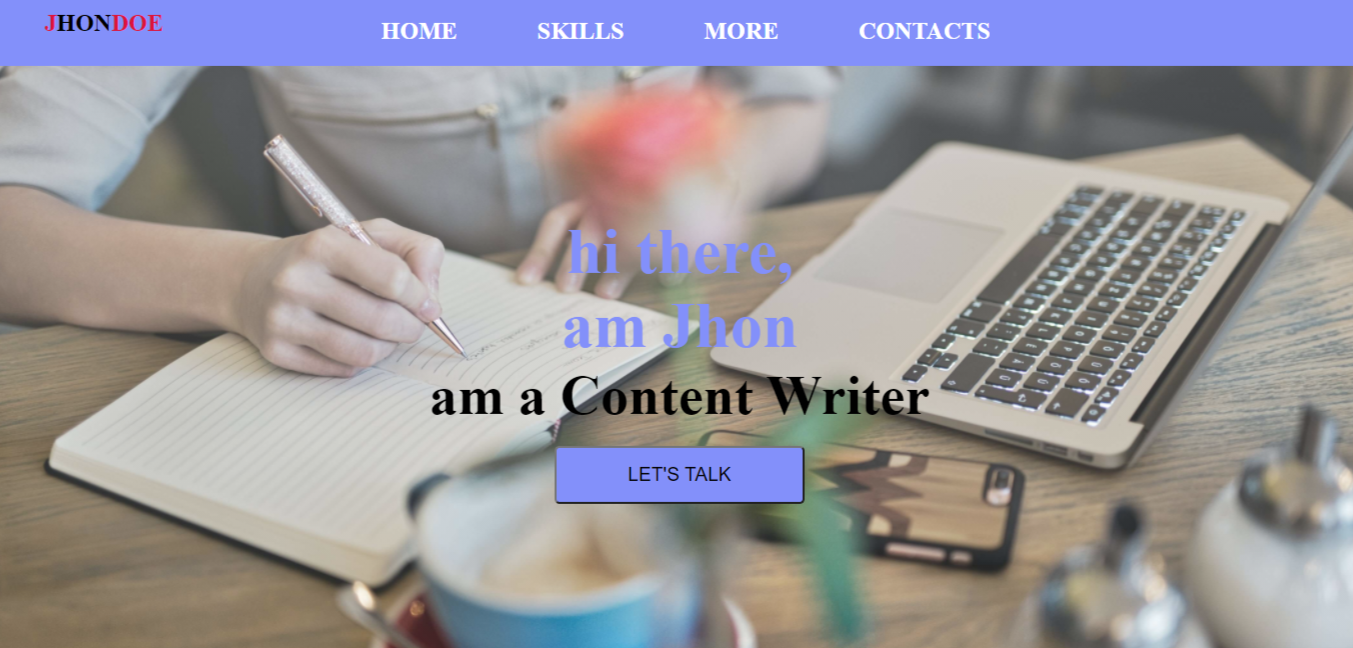 JHONDOE
HOME SKILLS MORE CONTACTS
hi there,
am Jhon
am a Content Writer
LET'S TALK